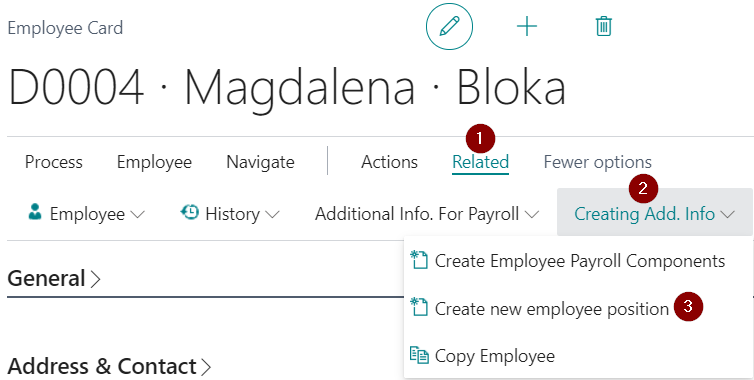 Employee Card
D0004 · Magdalena · Bloka
1
Process Employee Navigate Actions Related Fewer options
2
Employee History Additional Info. For Payroll Creating Add. Info
Create Employee Payroll Components
General
Create new employee position 3
Copy Employee
Address & Contact